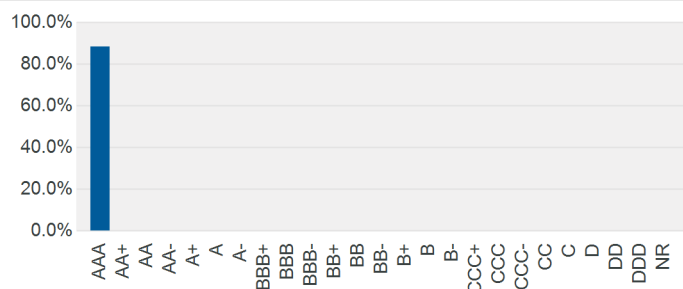 100.0%
80.0%
60.0%
40.0%
20.0%
0.0%
AAA
AA+
AA
AA-
A+
A
A-
BBB+
BBB
BBB-
BB+
BB
BB-
B+
B
B-
CCC+
CCC
CCC-
CC
C
D
DD
DDD
NR